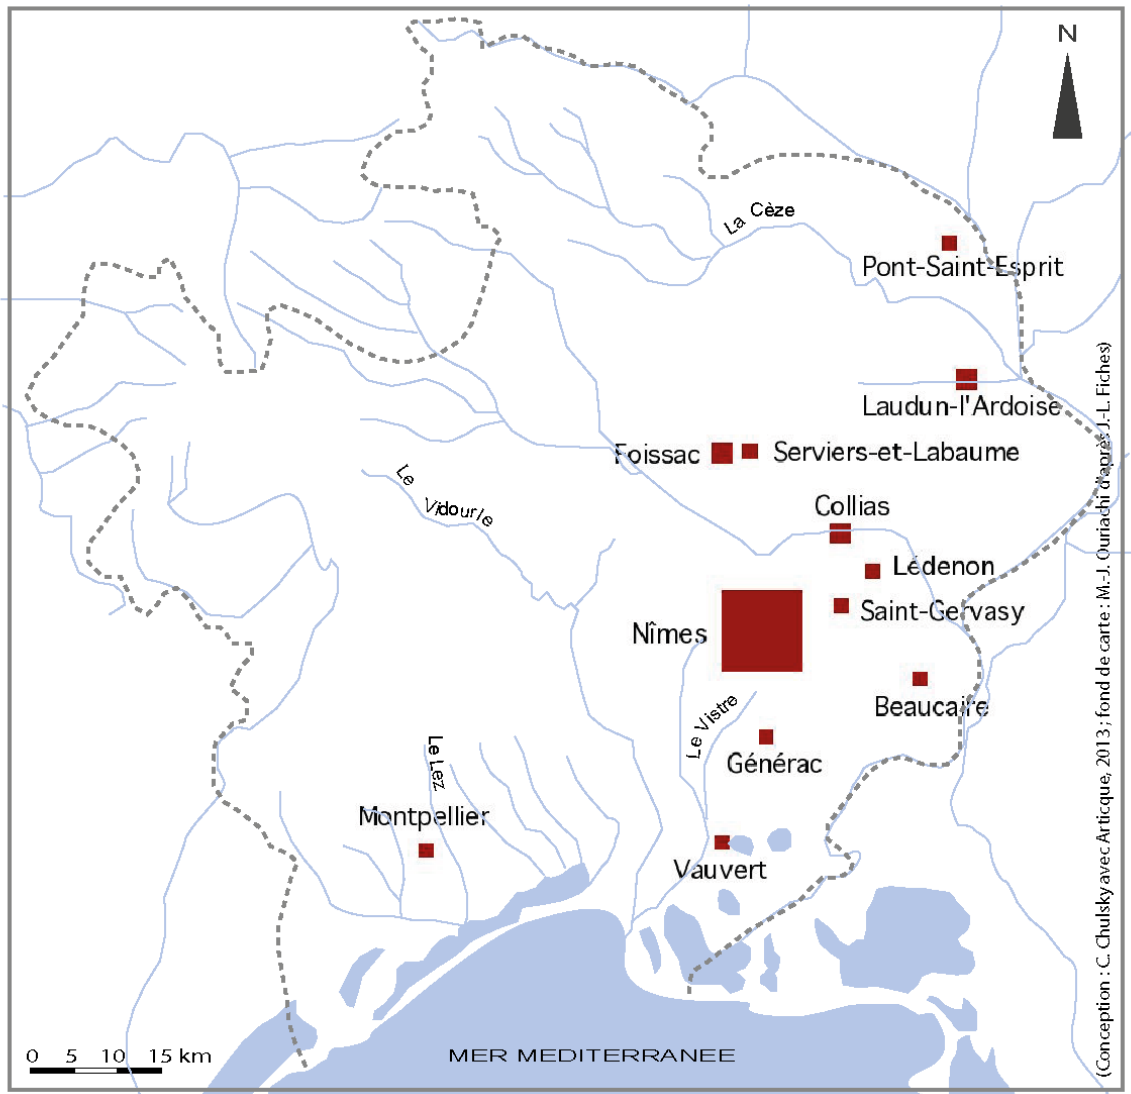 N
La Cèze
Pont-Saint-Esprit
Laudun-l'Ardoise
Foissac
Serviers-et-Labaume
Le Vidourle
Collias
Lédenon
Saint-Gervasy
Nîmes
Beaucaire
Le Vistre
Générac
Le Lez
Montpellier
Vauvert
MER MEDITERRANEE
0 5 10 15 km
(Conception : C. Chulsky avec Articque, 2013 ; fond de carte : M.-J. Ouriachi d'après J.-L. Fiches)